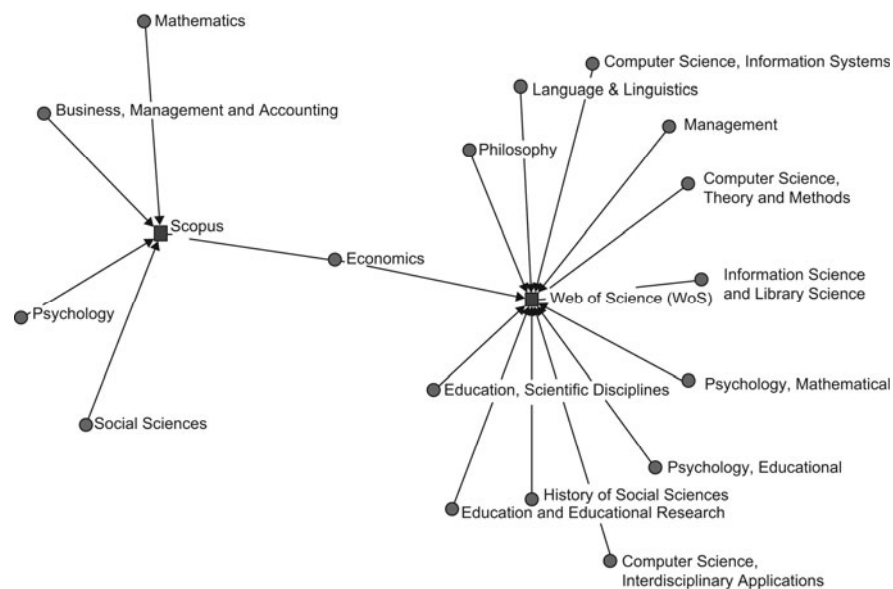 Mathematics
Computer Science, Information Systems
Language & Linguistics
Business, Management and Accounting
Management
Philosophy
Computer Science,
Theory and Methods
Scopus
Economics
Information Science
and Library Science
Web of Science (WoS)
Psychology
Psychology, Mathematical
Education, Scientific Disciplines
Social Sciences
Psychology, Educational
History of Social Sciences
Education and Educational Research
Computer Science,
Interdisciplinary Applications